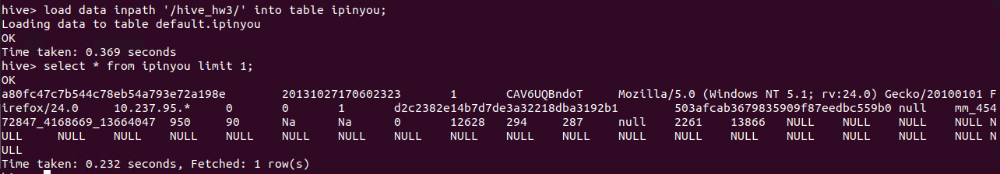 hive> load data inpath '/hive_hw3/' into table ipinyou;
Loading data to table default.ipinyou
OK
Time taken: 0.369 seconds
hive> select * from ipinyou limit 1;
OK
a80fc47c7b544c78eb54a793e72a198e 20131027170602323 1 CAV6UQBndoT Mozilla/5.0 (Windows NT 5.1; rv:24.0) Gecko/20100101 F
irefox/24.0 10.237.95.* 0 0 1 d2c2382e14b7d7de3a32218dba3192b1 503afcab3679835909f87eedbc559b0 null mm_454
72847_4168669_13664047 950 90 Na Na 0 12628 294 287 null 2261 13866 NULL NULL NULL NULL N
ULL NULL NULL NULL NULL NULL NULL NULL NULL NULL NULL NULL NULL NULL NULL NULL NULL N
ULL
Time taken: 0.232 seconds, Fetched: 1 row(s)